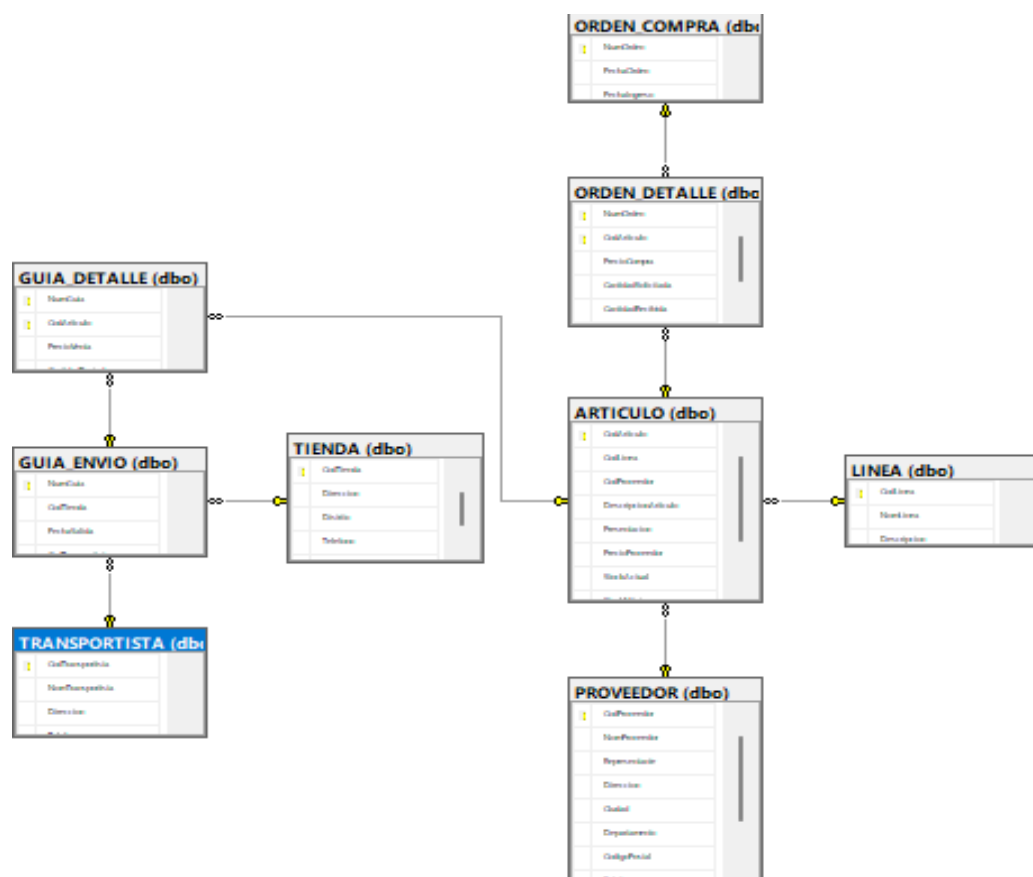 ORDEN_COMPRA (dbo
NumOrden
FechaOrden
FechaIngreso
ORDEN_DETALLE (dbo
NumOrden
CodArticulo
PrecioCompra
CantidadSolicitada
CantidadRecibida
GUIA_DETALLE (dbo)
NumGuia
CodArticulo
PrecioVenta
GUIA_ENVIO (dbo)
NumGuia
CodTienda
FechaSalida
TIENDA (dbo)
CodTienda
Direccion
Distrito
Telefono
ARTICULO (dbo)
CodArticulo
CodLinea
CodProveedor
DescripcionArticulo
Presentacion
PrecioProveedor
StockActual
LINEA (dbo)
CodLinea
NomLinea
Descripcion
TRANSPORTISTA (dbo
CodTransportista
NomTransportista
Direccion
PROVEEDOR (dbo)
CodProveedor
NomProveedor
Representante
Direccion
Ciudad
Departamento
CodigoPostal